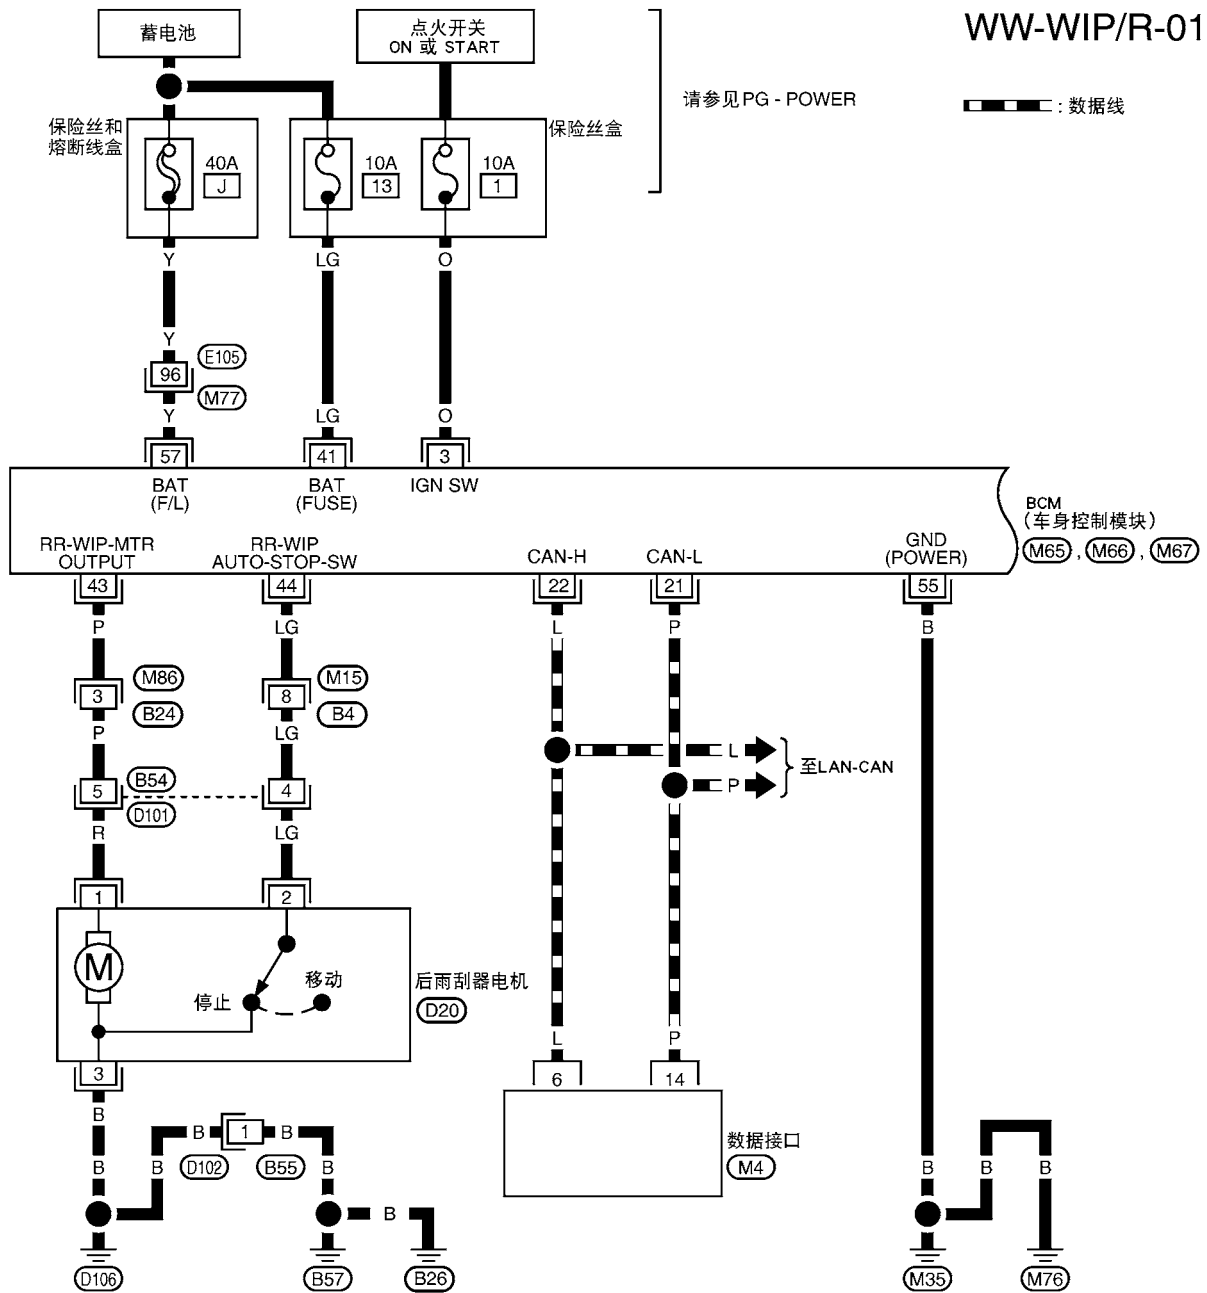 WW-WIP/R-01
蓄电池
点火开关
ON 或 START
请参见PG - POWER
: 数据线
保险丝和
熔断线盒
保险丝盒
40A
J
10A
13
10A
1
Y
LG
O
Y
E105
96
M77
Y
LG
O
57
41
3
BAT
(F/L)
BAT
(FUSE)
IGN SW
BCM
(车身控制模块)
M65 , M66 , M67
RR-WIP-MTR
OUTPUT
RR-WIP
AUTO-STOP-SW
CAN-H
CAN-L
GND
(POWER)
43
44
22
21
55
P
LG
L
P
B
3
M86
B24
8
M15
B4
P
LG
L
P
至LAN-CAN
5
B54
D101
4
R
LG
1
2
M
停止
移动
后雨刮器电机
D20
3
L
P
6
14
数据接口
M4
B
B
1
B
D102
B55
B
B
B
B
B
B
B
B
D106
B57
B26
M35
M76